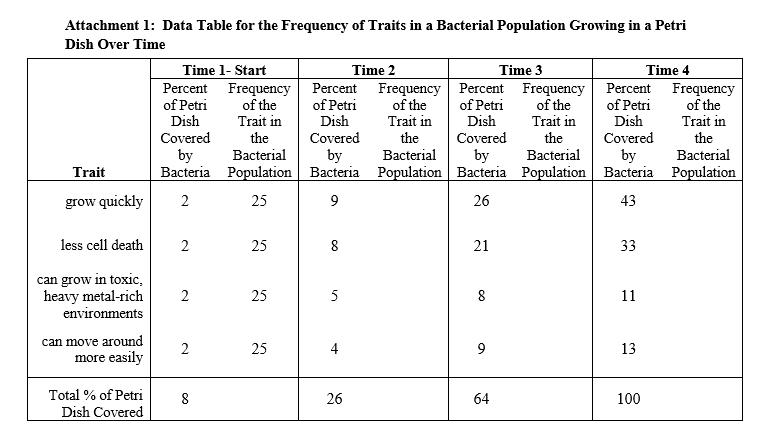 Attachment 1:  Data Table for the Frequency of Traits in a Bacterial Population Growing in a Petri
Dish Over Time
Time 1- Start Time 2 Time 3 Time 4
Percent Frequency Percent Frequency Percent Frequency Percent Frequency
of Petri of the of Petri of the of Petri of the of Petri of the
Dish Trait in Dish Trait in Dish Trait in Dish Trait in
Covered the Covered the Covered the Covered the
by Bacterial by Bacterial by Bacterial by Bacterial
Trait Bacteria Population Bacteria Population Bacteria Population Bacteria Population
grow quickly 2 25 9 26 43
less cell death 2 25 8 21 33
can grow in toxic,
heavy metal-rich 2 25 5 8 11
environments
can move around
more easily 2 25 4 9 13
Total % of Petri 8 26 64 100
Dish Covered